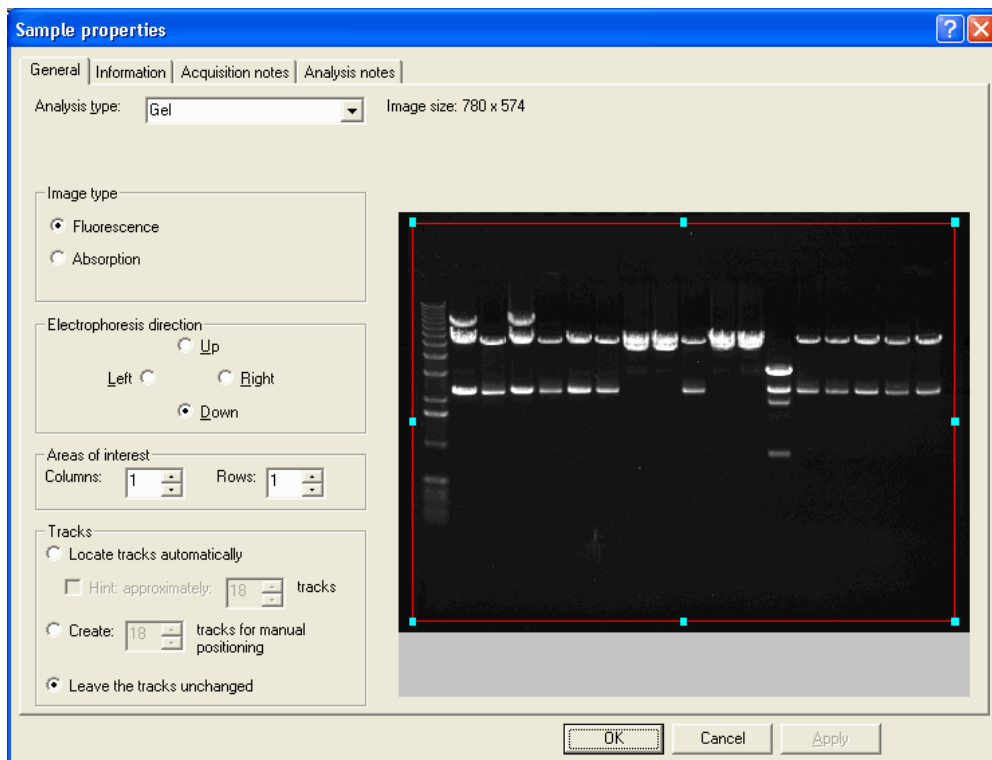 Sample properties
General Information Acquisition notes Analysis notes
Analysis type: Gel Image size: 780 x 574
Image type
Fluorescence
Absorption
Electrophoresis direction
Up
Left Right
Down
Areas of interest
Columns: 1 Rows: 1
Tracks
Locate tracks automatically
Hint: approximately: 18 tracks
Create: 18 tracks for manual
positioning
Leave the tracks unchanged
OK Cancel Apply